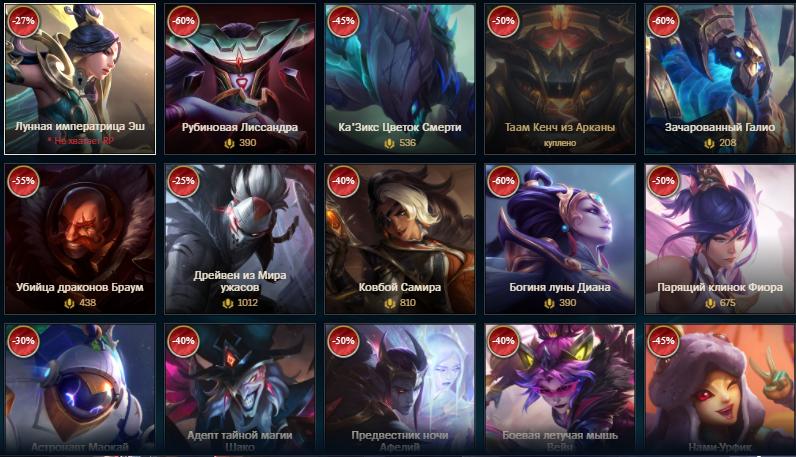 -27%
-60%
-45%
-50%
-60%
Лунная императрица Эш
* Не хватает RP
Рубиновая Лиссандра
390
Ка'Зикс Цветок Смерти
536
Таам Кенч из Арканы
куплено
Зачарованный Галио
208
-55%
-25%
-40%
-60%
-50%
Убийца драконов Браум
438
Дрейвен из Мира
ужасов
1012
Ковбой Самира
810
Богиня луны Диана
390
Парящий клинок Фиора
675
-30%
-40%
-50%
-40%
-45%
Астронавт Маокай
Адепт тайной магии
Шако
Предвестник ночи
Афелий
Боевая летучая мышь
Вейн
Нами-Урфик